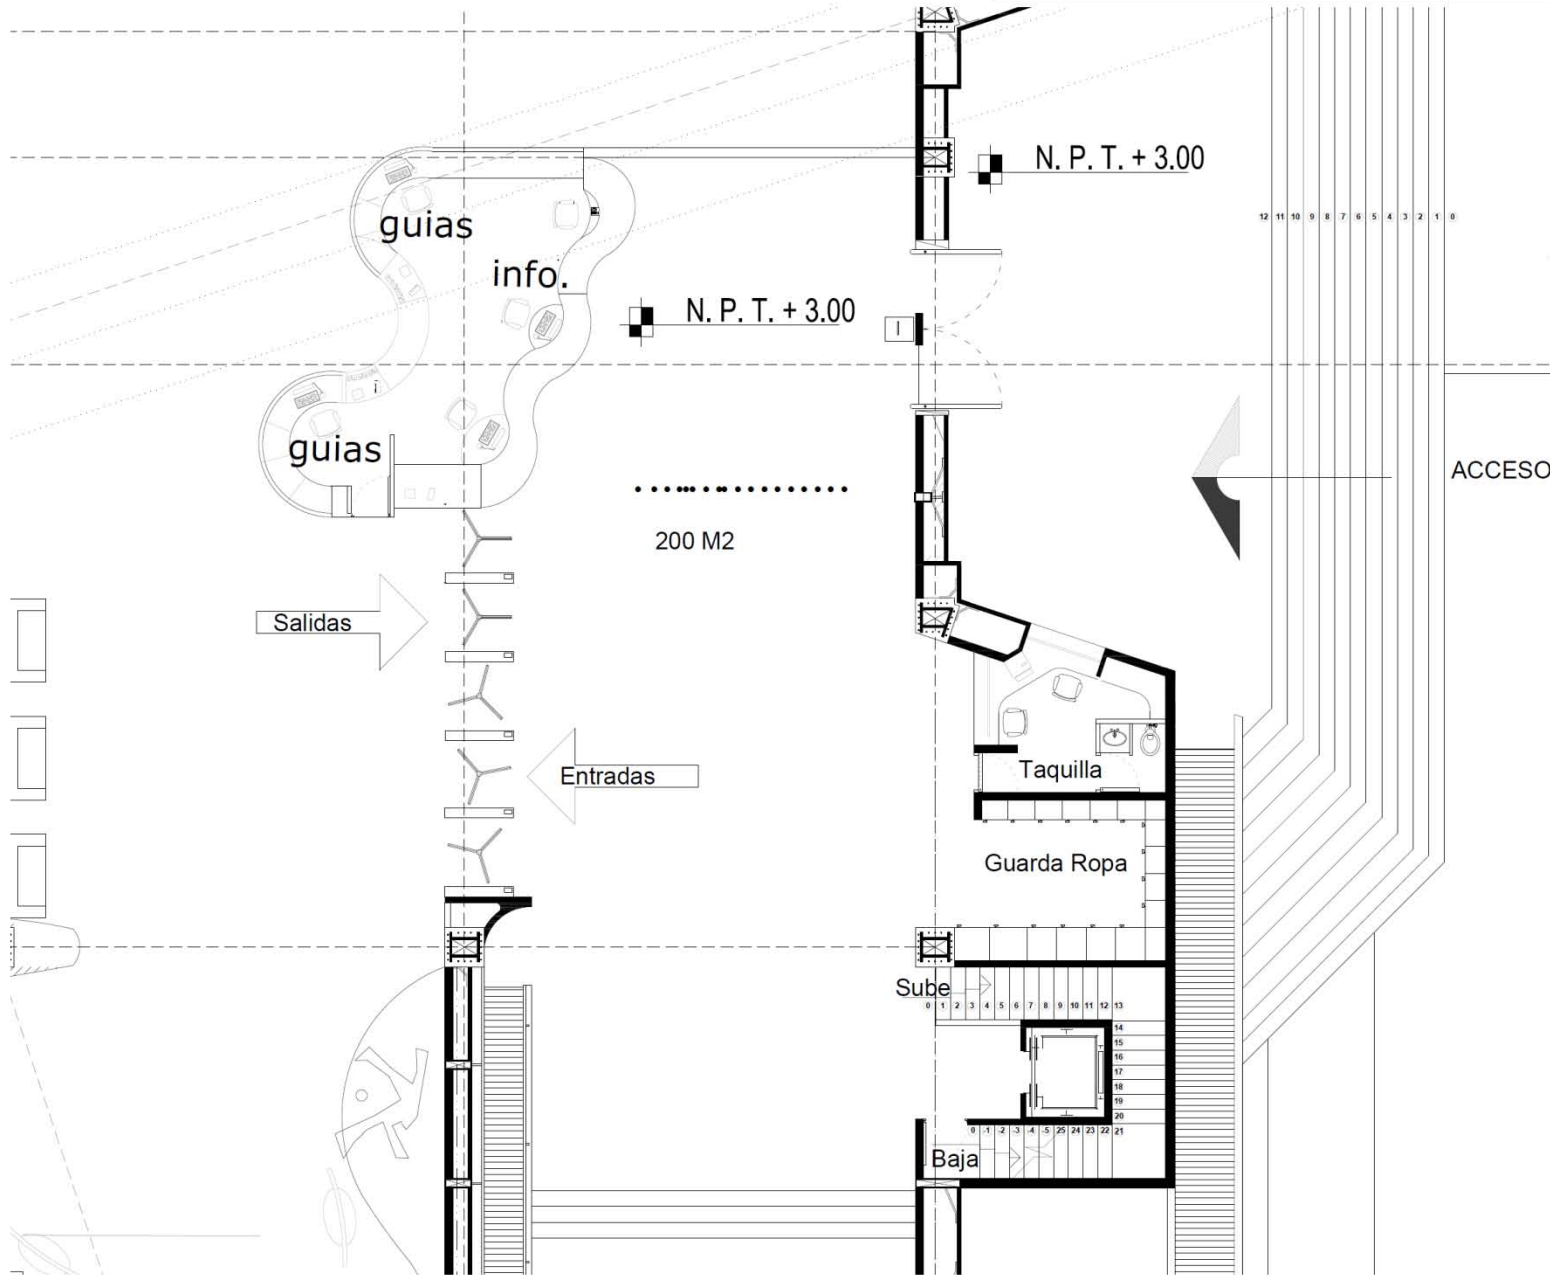 N. P. T. + 3.00
12 11 10 9 8 7 6 5 4 3 2 1 0
guias
info.
N. P. T. + 3.00
i
guias
ACCESO
200 M2
Salidas
Entradas
Taquilla
Guarda Ropa
Sube
0 1 2 3 4 5 6 7 8 9 10 11 12 13
14
15
16
17
18
19
20
0 -1 -2 -3 -4 -5 25 24 23 22 21
Baja